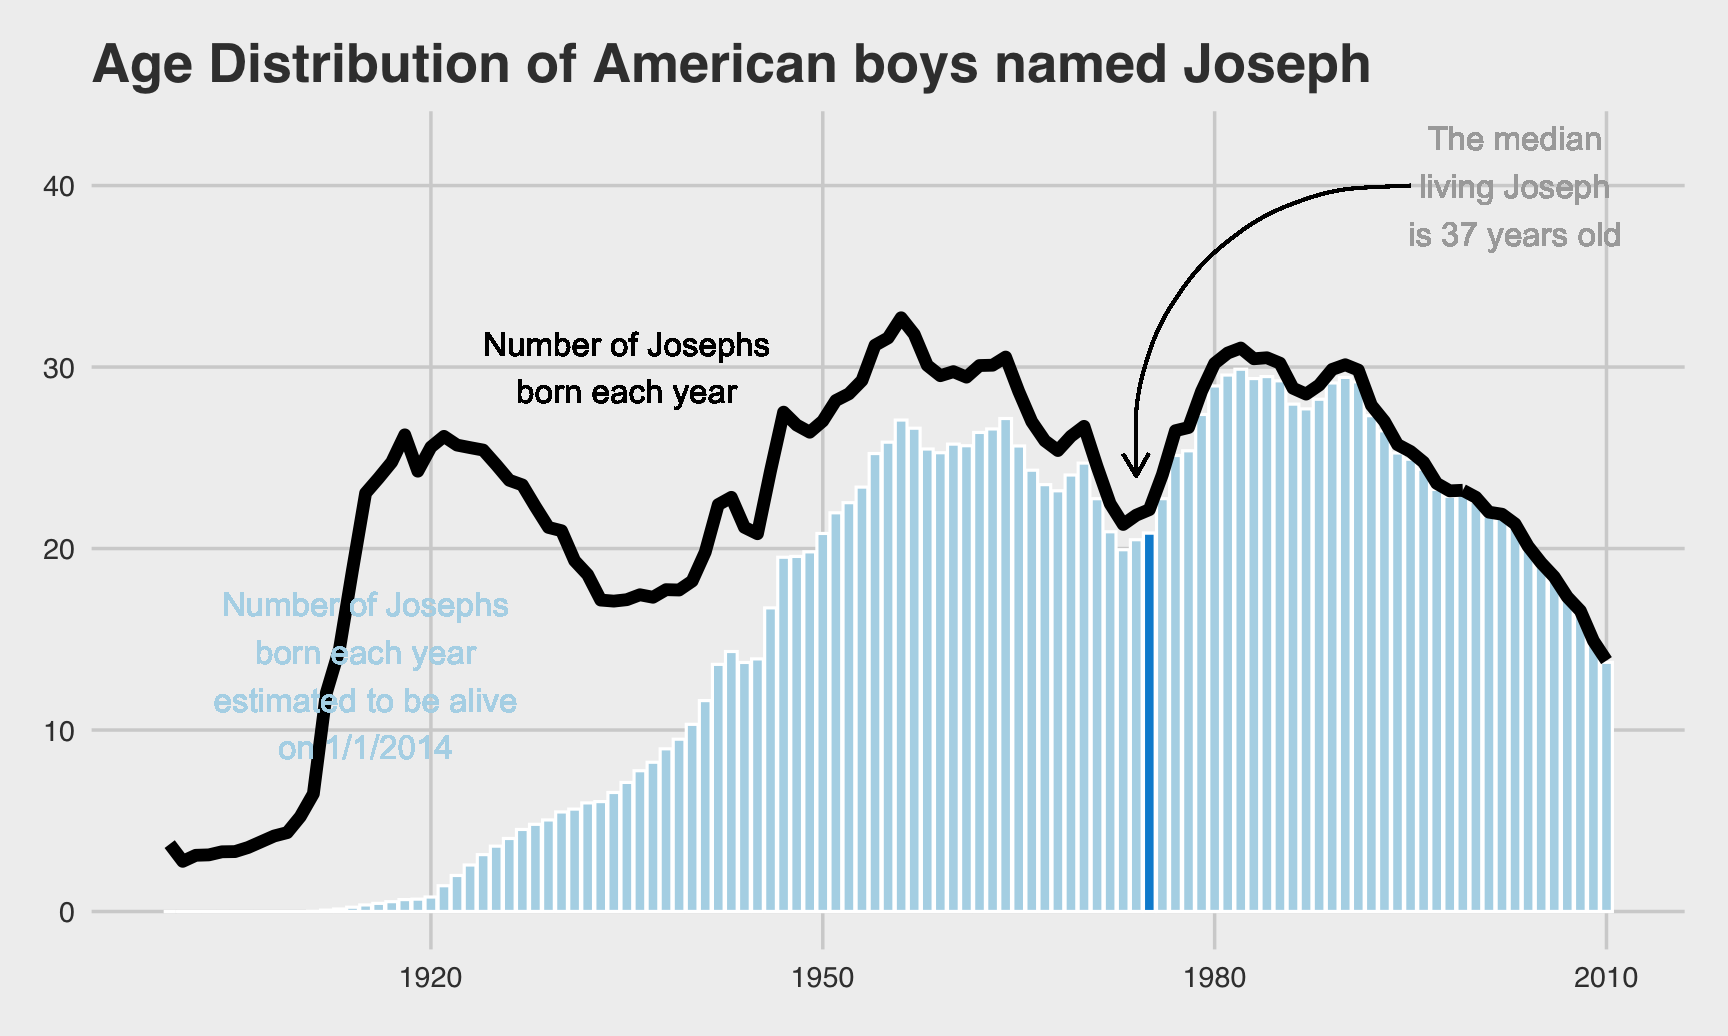 Age Distribution of American boys named Joseph
The median
living Joseph
is 37 years old
Number of Josephs
born each year
Number of Josephs
born each year
estimated to be alive
on 1/1/2014
40
30
20
10
0
1920
1950
1980
2010